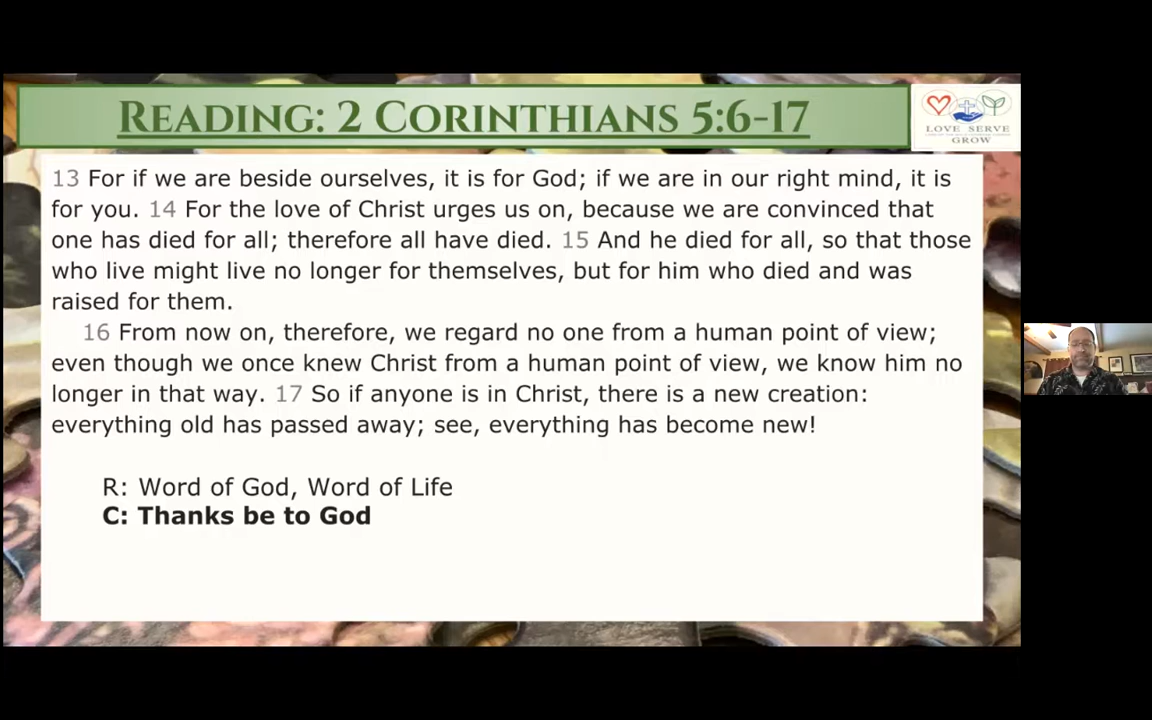 READING: 2 CORINTHIANS 5:6-17
LOVE SERVE
GROW
13 For if we are beside ourselves, it is for God; if we are in our right mind, it is
for you. 14 For the love of Christ urges us on, because we are convinced that
one has died for all; therefore all have died. 15 And he died for all, so that those
who live might live no longer for themselves, but for him who died and was
raised for them.
16 From now on, therefore, we regard no one from a human point of view;
even though we once knew Christ from a human point of view, we know him no
longer in that way. 17 So if anyone is in Christ, there is a new creation:
everything old has passed away; see, everything has become new!
R: Word of God, Word of Life
C: Thanks be to God